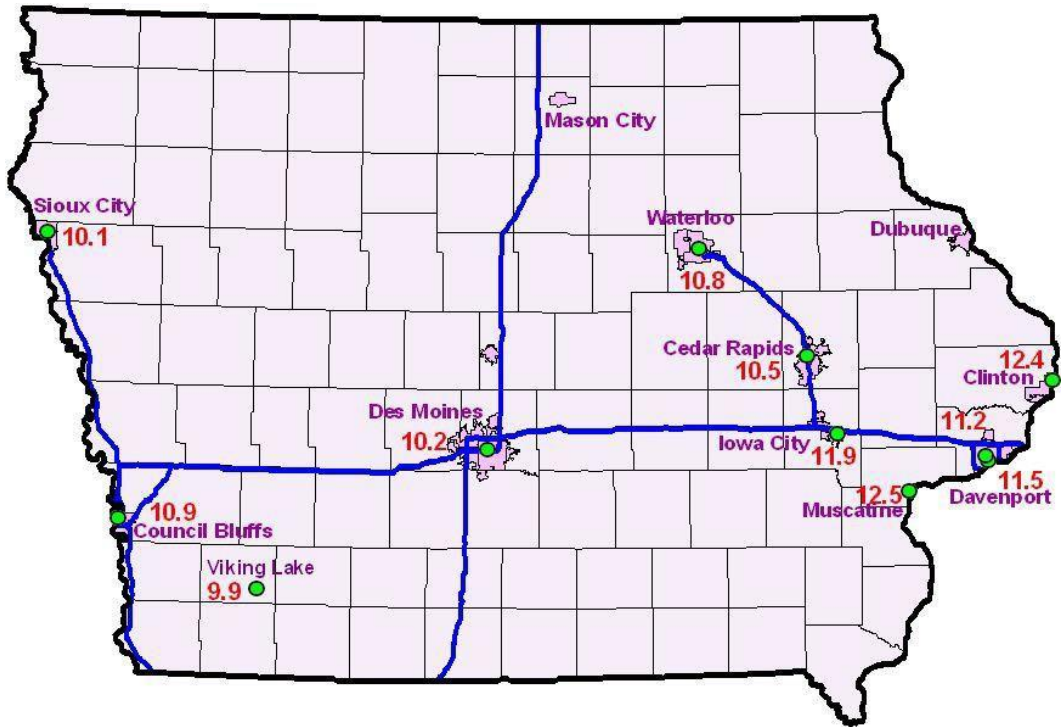 Mason City
Sioux City
10.1
Waterloo
10.8
Dubuque
Cedar Rapids
10.5
12.4
Clinton
Des Moines
10.2
11.2
Iowa City
11.9
11.5
12.5
Davenport
Muscatine
10.9
Council Bluffs
Viking Lake
9.9